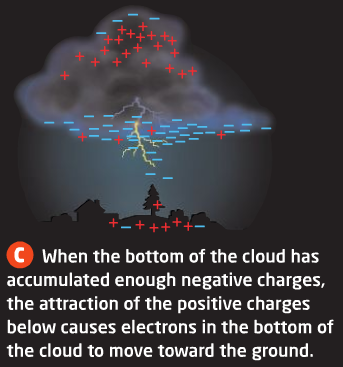 C When the bottom of the cloud has
accumulated enough negative charges,
the attraction of the positive charges
below causes electrons in the bottom of
the cloud to move toward the ground.